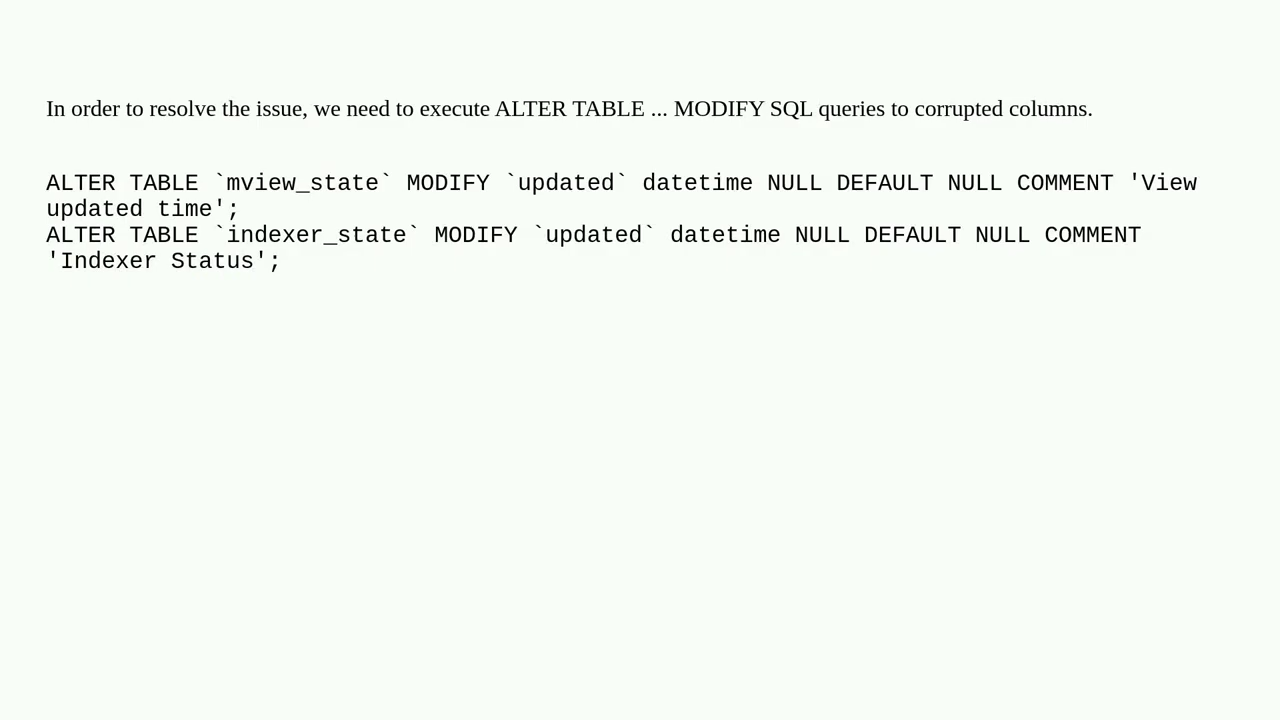 In order to resolve the issue, we need to execute ALTER TABLE ... MODIFY SQL queries to corrupted columns.
ALTER TABLE `mview_state` MODIFY `updated` datetime NULL DEFAULT NULL COMMENT 'View
updated time';
ALTER TABLE `indexer_state` MODIFY `updated` datetime NULL DEFAULT NULL COMMENT
'Indexer Status';